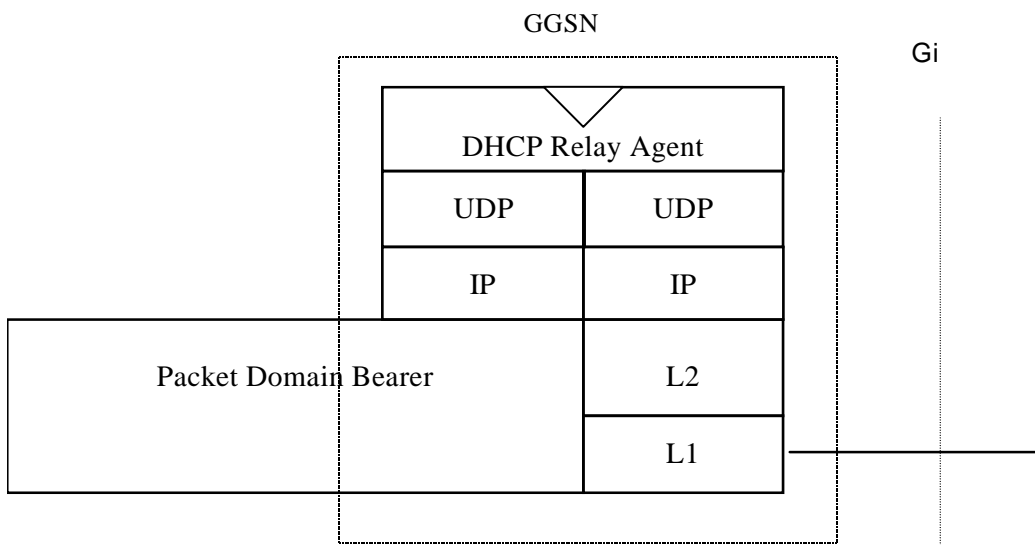 GGSN
Gi
DHCP Relay Agent
UDP UDP
IP IP
Packet Domain Bearer L2
L1